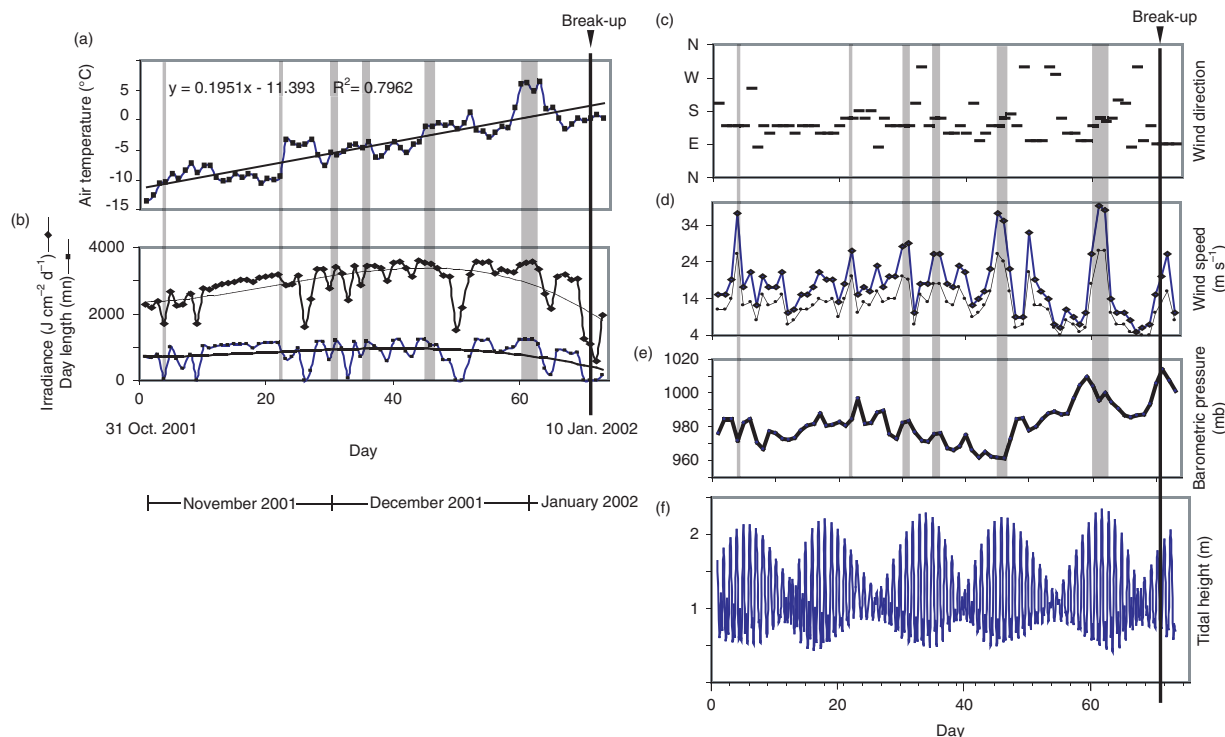 Break-up
(a)
y = 0.1951x - 11.393 R²= 0.7962
5
0
-5
-10
-15
Air temperature (°C)
(b)
4000
2000
0
Irradiance (J cm⁻² d⁻¹)
Day length (mn)
0 20 40 60
31 Oct. 2001 10 Jan. 2002
Day
November 2001 December 2001 January 2002
Break-up
(c)
N
W
S
E
N
Wind direction
(d)
34
24
14
4
Wind speed
(m s⁻¹)
(e)
1020
1000
980
960
Barometric pressure
(mb)
(f)
2
1
Tidal height (m)
0 20 40 60
Day